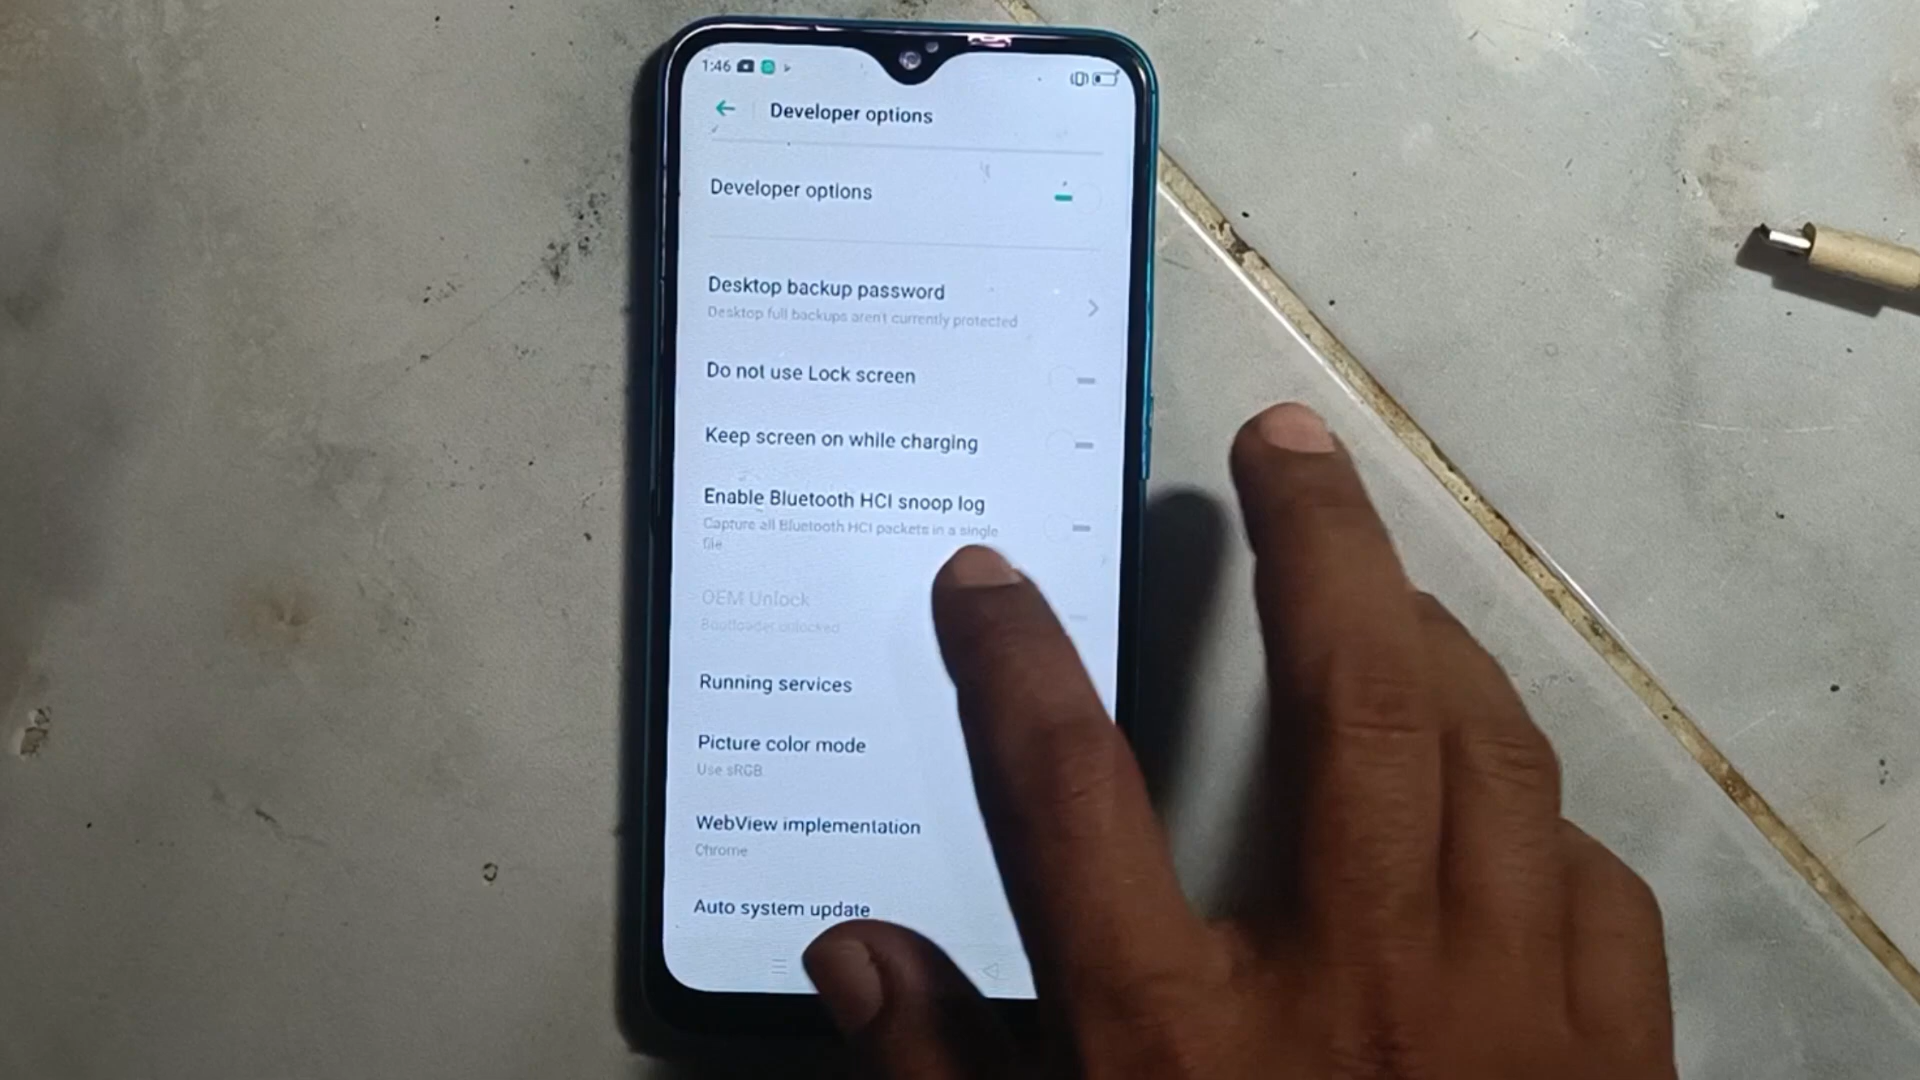 1:46
Developer options
Developer options
Desktop backup password
Desktop full backups aren't currently protected
Do not use Lock screen
Keep screen on while charging
Enable Bluetooth HCI snoop log
Capture all Bluetooth HCI packets in a single
file
OEM Unlock
Bootloader unlocked
Running services
Picture color mode
Use sRGB
WebView implementation
Chrome
Auto system update